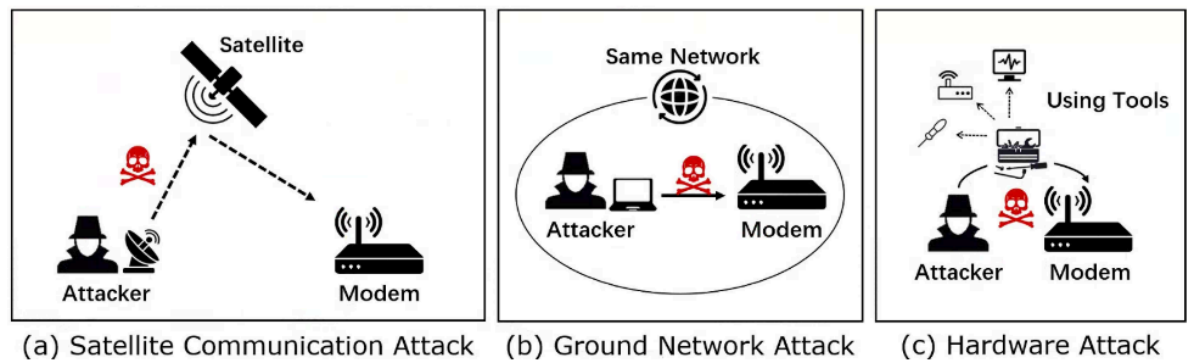 Satellite
Attacker
Modem
(a) Satellite Communication Attack
Same Network
Attacker
Modem
(b) Ground Network Attack
Using Tools
Attacker
Modem
(c) Hardware Attack